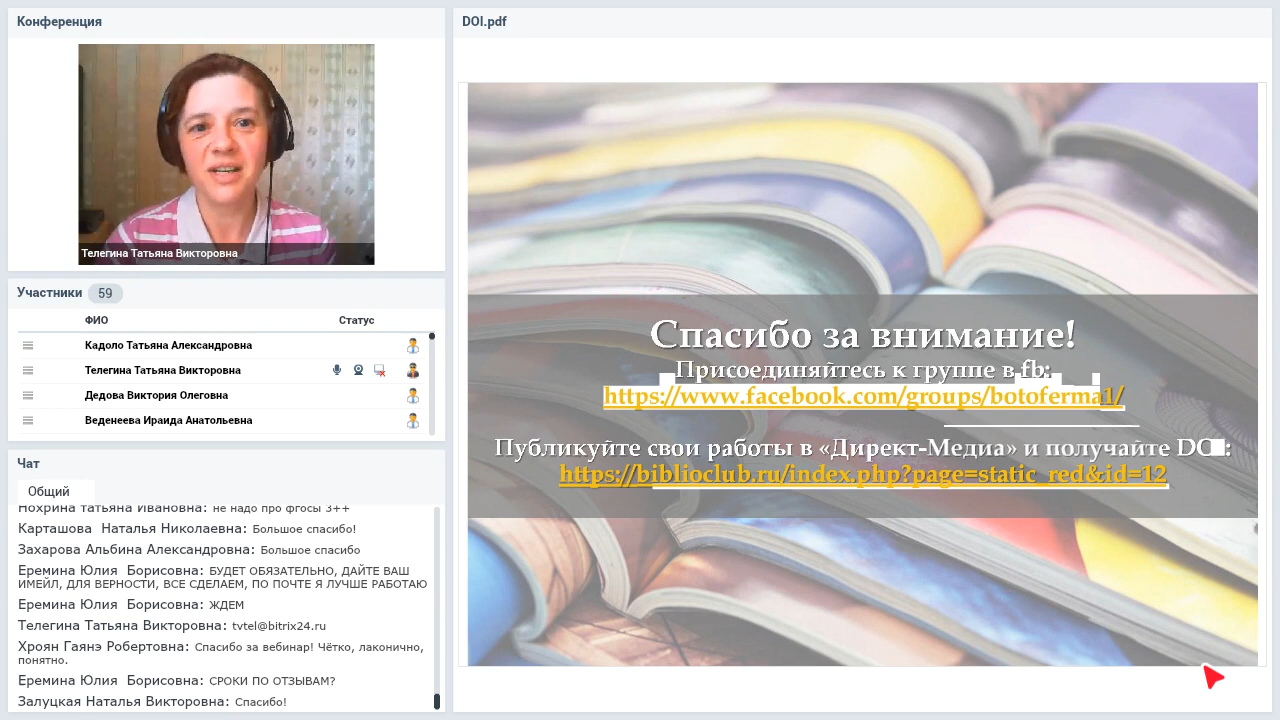 Конференция
Телегина Татьяна Викторовна
Участники 59
ФИО Статус
Кадоло Татьяна Александровна
Телегина Татьяна Викторовна
Дедова Виктория Олеговна
Веденеева Ираида Анатольевна
Чат
Общий
Нохрина Татьяна Ивановна: не надо про фгосы 3++
Карташова Наталья Николаевна: Большое спасибо!
Захарова Альбина Александровна: Большое спасибо
Еремина Юлия Борисовна: БУДЕТ ОБЯЗАТЕЛЬНО, ДАЙТЕ ВАШ
ИМЕЙЛ, ДЛЯ ВЕРНОСТИ, ВСЕ СДЕЛАЕМ, ПО ПОЧТЕ Я ЛУЧШЕ РАБОТАЮ
Еремина Юлия Борисовна: ЖДЕМ
Телегина Татьяна Викторовна: tvtel@bitrix24.ru
Хроян Гаянэ Робертовна: Спасибо за вебинар! Чётко, лаконично,
понятно.
Еремина Юлия Борисовна: СРОКИ ПО ОТЗЫВАМ?
Залуцкая Наталья Викторовна: Спасибо!
DOI.pdf
Спасибо за внимание!
Присоединяйтесь к группе в fb:
https://www.facebook.com/groups/botoferma1/
Публикуйте свои работы в «Директ-Медиа» и получайте DOI:
https://biblioclub.ru/index.php?page=static_red&id=12